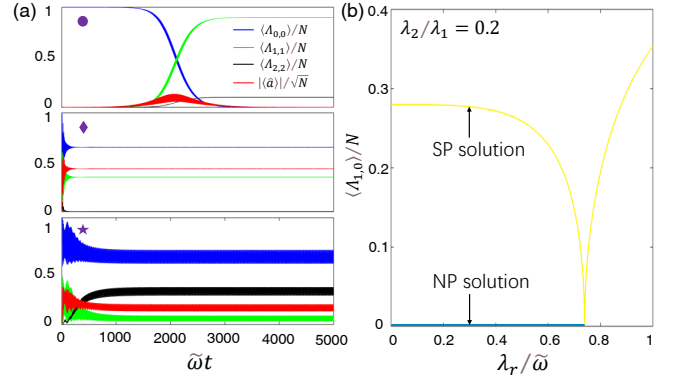 (a)
1
0.5
0
⟨Λ0,0⟩/N
⟨Λ1,1⟩/N
⟨Λ2,2⟩/N
|⟨â⟩|/√N
1
0.5
0
1
0.5
0
0 1000 2000 3000 4000 5000
ω̃t
(b)
0.4
0.3
0.2
0.1
0
⟨Λ1,0⟩/N
λ2/λ1 = 0.2
SP solution
NP solution
0 0.2 0.4 0.6 0.8 1
λr/ω̃